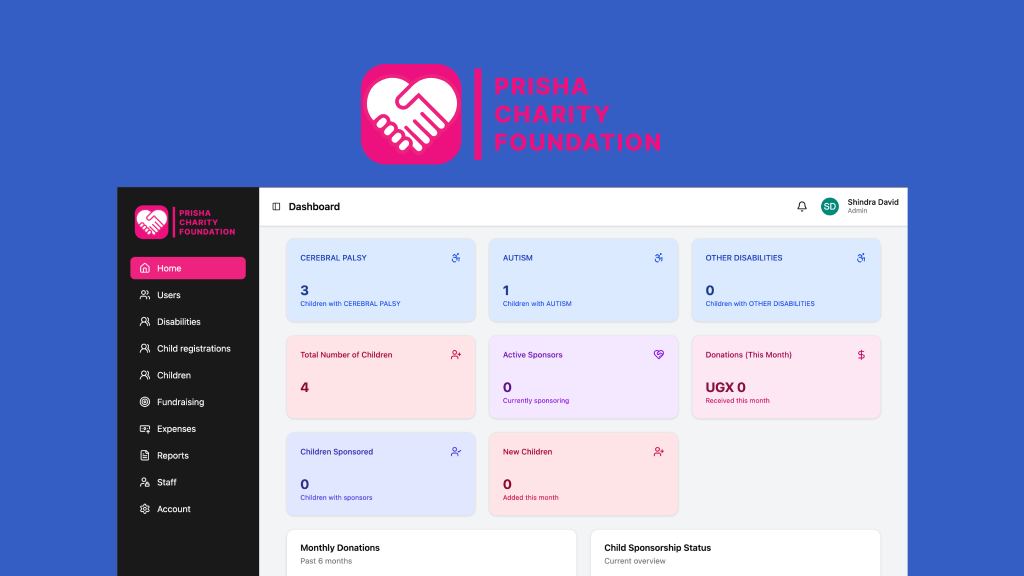 PRISHA
CHARITY
FOUNDATION
PRISHA
CHARITY
FOUNDATION
Home
Users
Disabilities
Child registrations
Children
Fundraising
Expenses
Reports
Staff
Account
Dashboard
SD
Shindra David
Admin
CEREBRAL PALSY
3
Children with CEREBRAL PALSY
AUTISM
1
Children with AUTISM
OTHER DISABILITIES
0
Children with OTHER DISABILITIES
Total Number of Children
4
Active Sponsors
0
Currently sponsoring
Donations (This Month)
UGX 0
Received this month
Children Sponsored
0
Children with sponsors
New Children
0
Added this month
Monthly Donations
Past 6 months
Child Sponsorship Status
Current overview